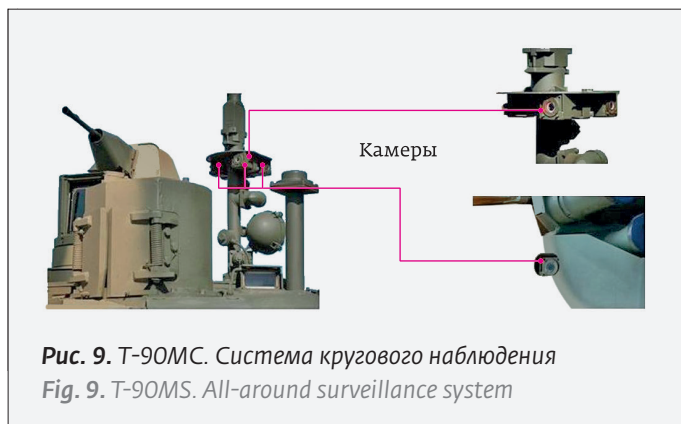 Камеры
Рис. 9. Т-90МС. Система кругового наблюдения
Fig. 9. T-90MS. All-around surveillance system